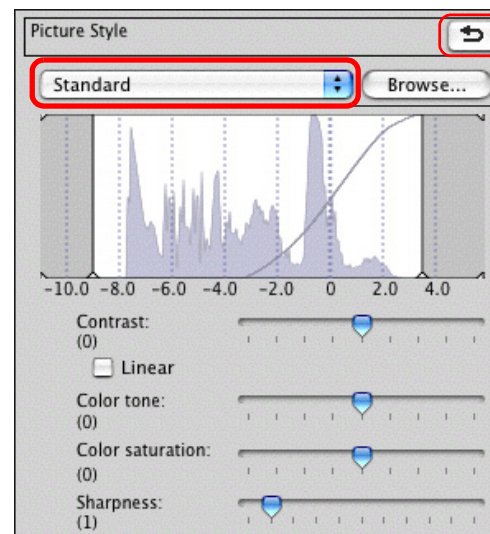 Picture Style
Standard Browse...
-10.0 -8.0 -6.0 -4.0 -2.0 0 2.0 4.0
Contrast:
(0)
Linear
Color tone:
(0)
Color saturation:
(0)
Sharpness:
(1)